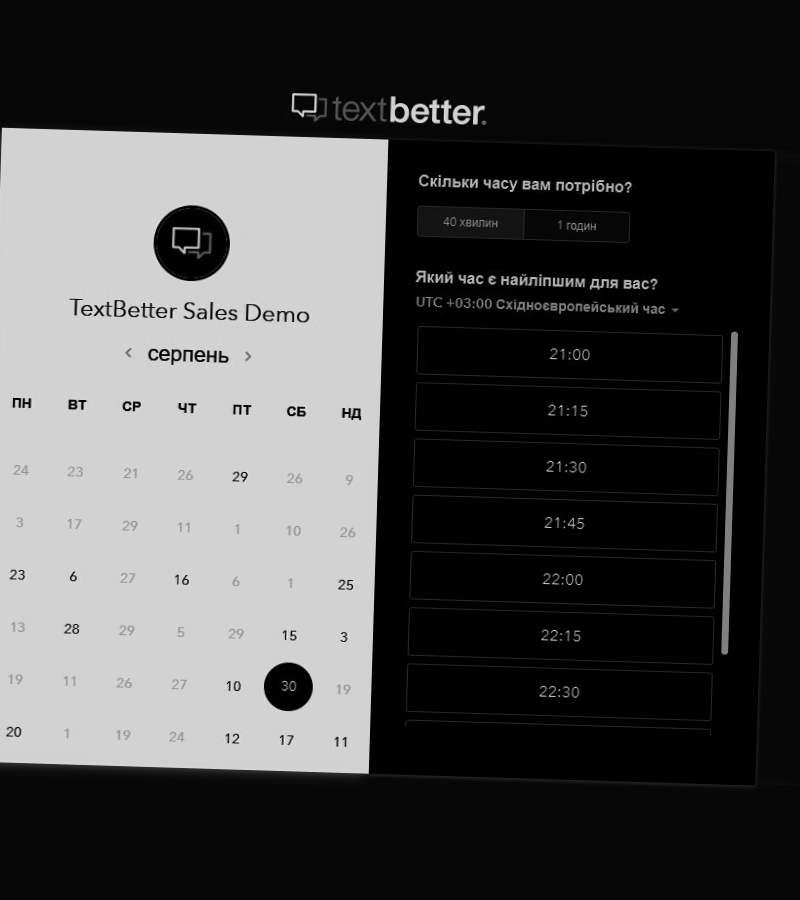 textbetter.
TextBetter Sales Demo
серпень
ПН ВТ СР ЧТ ПТ СБ НД
24 23 21 26 29 26 9
3 17 29 11 1 10 26
23 6 27 16 6 1 25
13 28 29 5 29 15 3
19 11 26 27 10 30 19
20 1 19 24 12 17 11
Скільки часу вам потрібно?
40 хвилин 1 годин
Який час є найліпшим для вас?
UTC +03:00 Східноєвропейський час
21:00
21:15
21:30
21:45
22:00
22:15
22:30